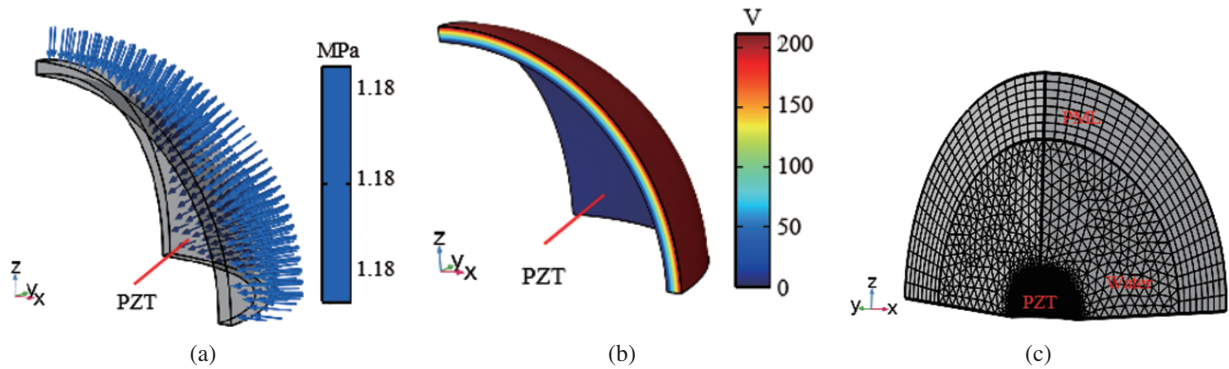 MPa
1.18
1.18
1.18
PZT
z
y
x
(a)
V
200
150
100
50
0
PZT
z
y
x
(b)
PML
Water
PZT
z
y
x
(c)